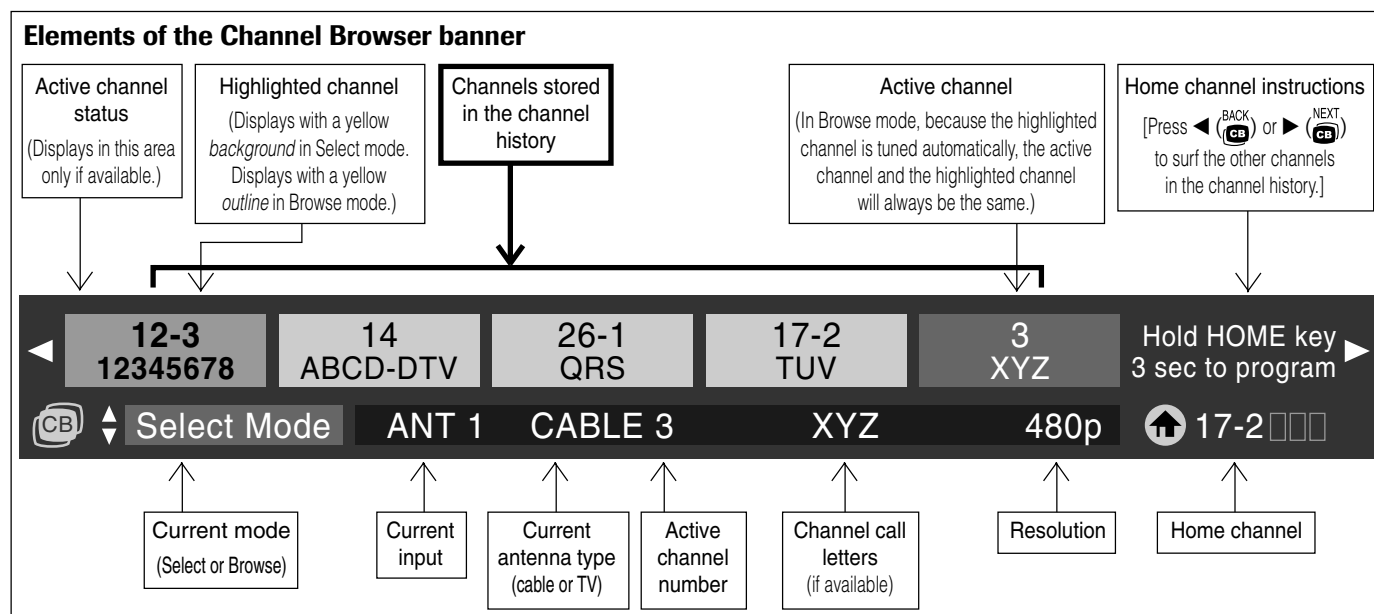 Elements of the Channel Browser banner
Active channel
status
(Displays in this area
only if available.)
Highlighted channel
(Displays with a yellow
background in Select mode.
Displays with a yellow
outline in Browse mode.)
Channels stored
in the channel
history
Active channel
(In Browse mode, because the highlighted
channel is tuned automatically, the active
channel and the highlighted channel
will always be the same.)
Home channel instructions
[Press ◀ (BACK CB) or ▶ (NEXT CB)
to surf the other channels
in the channel history.]
12-3
12345678
14
ABCD-DTV
26-1
QRS
17-2
TUV
3
XYZ
Hold HOME key
3 sec to program
CB Select Mode ANT 1 CABLE 3 XYZ 480p 17-2
Current mode
(Select or Browse)
Current
input
Current
antenna type
(cable or TV)
Active
channel
number
Channel call
letters
(if available)
Resolution
Home channel